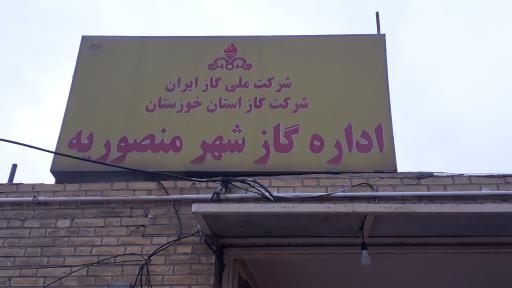 شرکت ملی گاز ایران
شرکت گاز استان خوزستان
اداره گاز شهر منصوریه